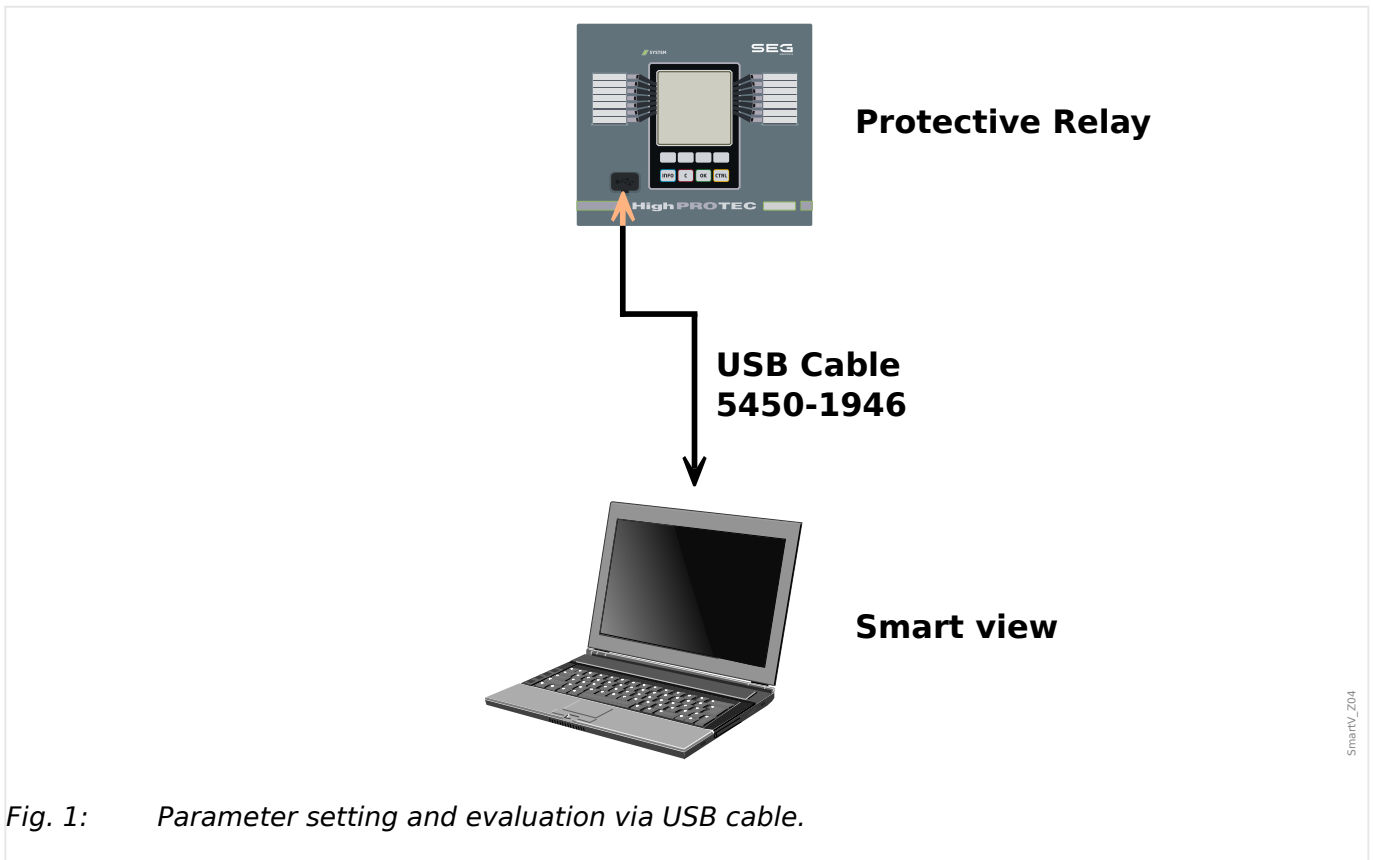 SYSTEM
SEG
Protective Relay
INFO C OK CTRL
HighPROTEC
USB Cable
5450-1946
Smart view
SmartV_Z04
Fig. 1: Parameter setting and evaluation via USB cable.